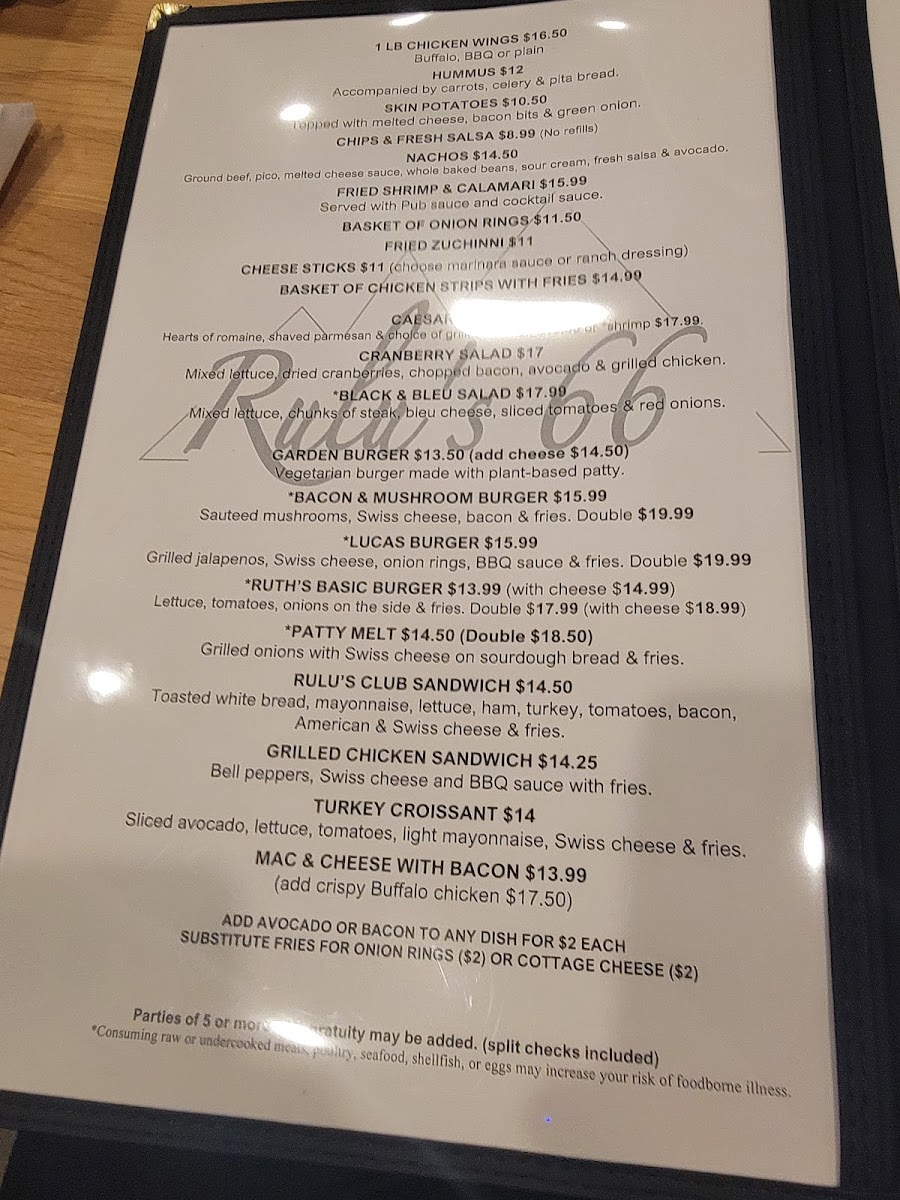 1 LB CHICKEN WINGS $16.50
Buffalo, BBQ or plain
HUMMUS $12
Accompanied by carrots, celery & pita bread.
SKIN POTATOES $10.50
Topped with melted cheese, bacon bits & green onion.
CHIPS & FRESH SALSA $8.99 (No refills)
NACHOS $14.50
Ground beef, pico, melted cheese sauce, whole baked beans, sour cream, fresh salsa & avocado.
FRIED SHRIMP & CALAMARI $15.99
Served with Pub sauce and cocktail sauce.
BASKET OF ONION RINGS $11.50
FRIED ZUCHINNI $11
CHEESE STICKS $11 (choose marinara sauce or ranch dressing)
BASKET OF CHICKEN STRIPS WITH FRIES $14.99
CAESAR
Hearts of romaine, shaved parmesan & choice of *shrimp $17.99.
CRANBERRY SALAD $17
Mixed lettuce, dried cranberries, chopped bacon, avocado & grilled chicken.
*BLACK & BLEU SALAD $17.99
Mixed lettuce, chunks of steak, bleu cheese, sliced tomatoes & red onions.
Rulu's 66
GARDEN BURGER $13.50 (add cheese $14.50)
Vegetarian burger made with plant-based patty.
*BACON & MUSHROOM BURGER $15.99
Sauteed mushrooms, Swiss cheese, bacon & fries. Double $19.99
*LUCAS BURGER $15.99
Grilled jalapenos, Swiss cheese, onion rings, BBQ sauce & fries. Double $19.99
*RUTH'S BASIC BURGER $13.99 (with cheese $14.99)
Lettuce, tomatoes, onions on the side & fries. Double $17.99 (with cheese $18.99)
*PATTY MELT $14.50 (Double $18.50)
Grilled onions with Swiss cheese on sourdough bread & fries.
RULU'S CLUB SANDWICH $14.50
Toasted white bread, mayonnaise, lettuce, ham, turkey, tomatoes, bacon,
American & Swiss cheese & fries.
GRILLED CHICKEN SANDWICH $14.25
Bell peppers, Swiss cheese and BBQ sauce with fries.
TURKEY CROISSANT $14
Sliced avocado, lettuce, tomatoes, light mayonnaise, Swiss cheese & fries.
MAC & CHEESE WITH BACON $13.99
(add crispy Buffalo chicken $17.50)
ADD AVOCADO OR BACON TO ANY DISH FOR $2 EACH
SUBSTITUTE FRIES FOR ONION RINGS ($2) OR COTTAGE CHEESE ($2)
Parties of 5 or more gratuity may be added. (split checks included)
*Consuming raw or undercooked meats, poultry, seafood, shellfish, or eggs may increase your risk of foodborne illness.